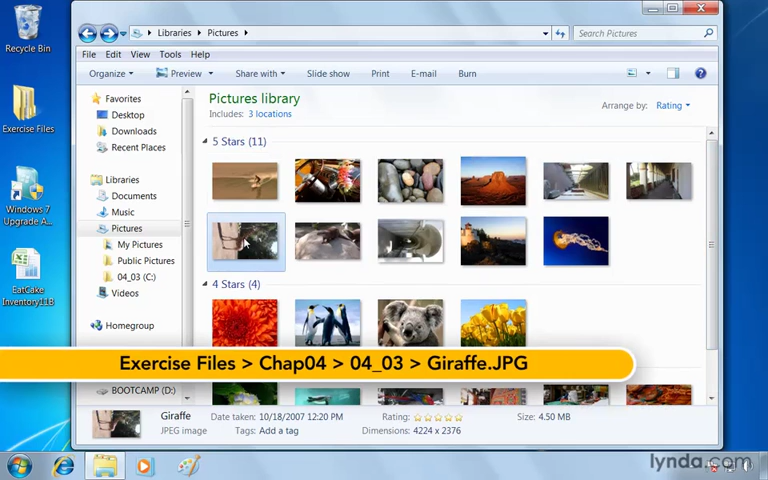 Recycle Bin
Exercise Files
Windows 7
Upgrade A...
EatCake
Inventory11B
Libraries
Pictures
Search Pictures
File Edit View Tools Help
Organize Preview Share with Slide show Print E-mail Burn
Favorites
Desktop
Downloads
Recent Places
Libraries
Documents
Music
Pictures
My Pictures
Public Pictures
04_03 (C:)
Videos
Homegroup
BOOTCAMP (D:)
Pictures library
Includes: 3 locations
Arrange by: Rating
5 Stars (11)
4 Stars (4)
Exercise Files > Chap04 > 04_03 > Giraffe.JPG
Giraffe Date taken: 10/18/2007 12:20 PM Rating: Size: 4.50 MB
JPEG image Tags: Add a tag Dimensions: 4224 x 2376
lynda.com